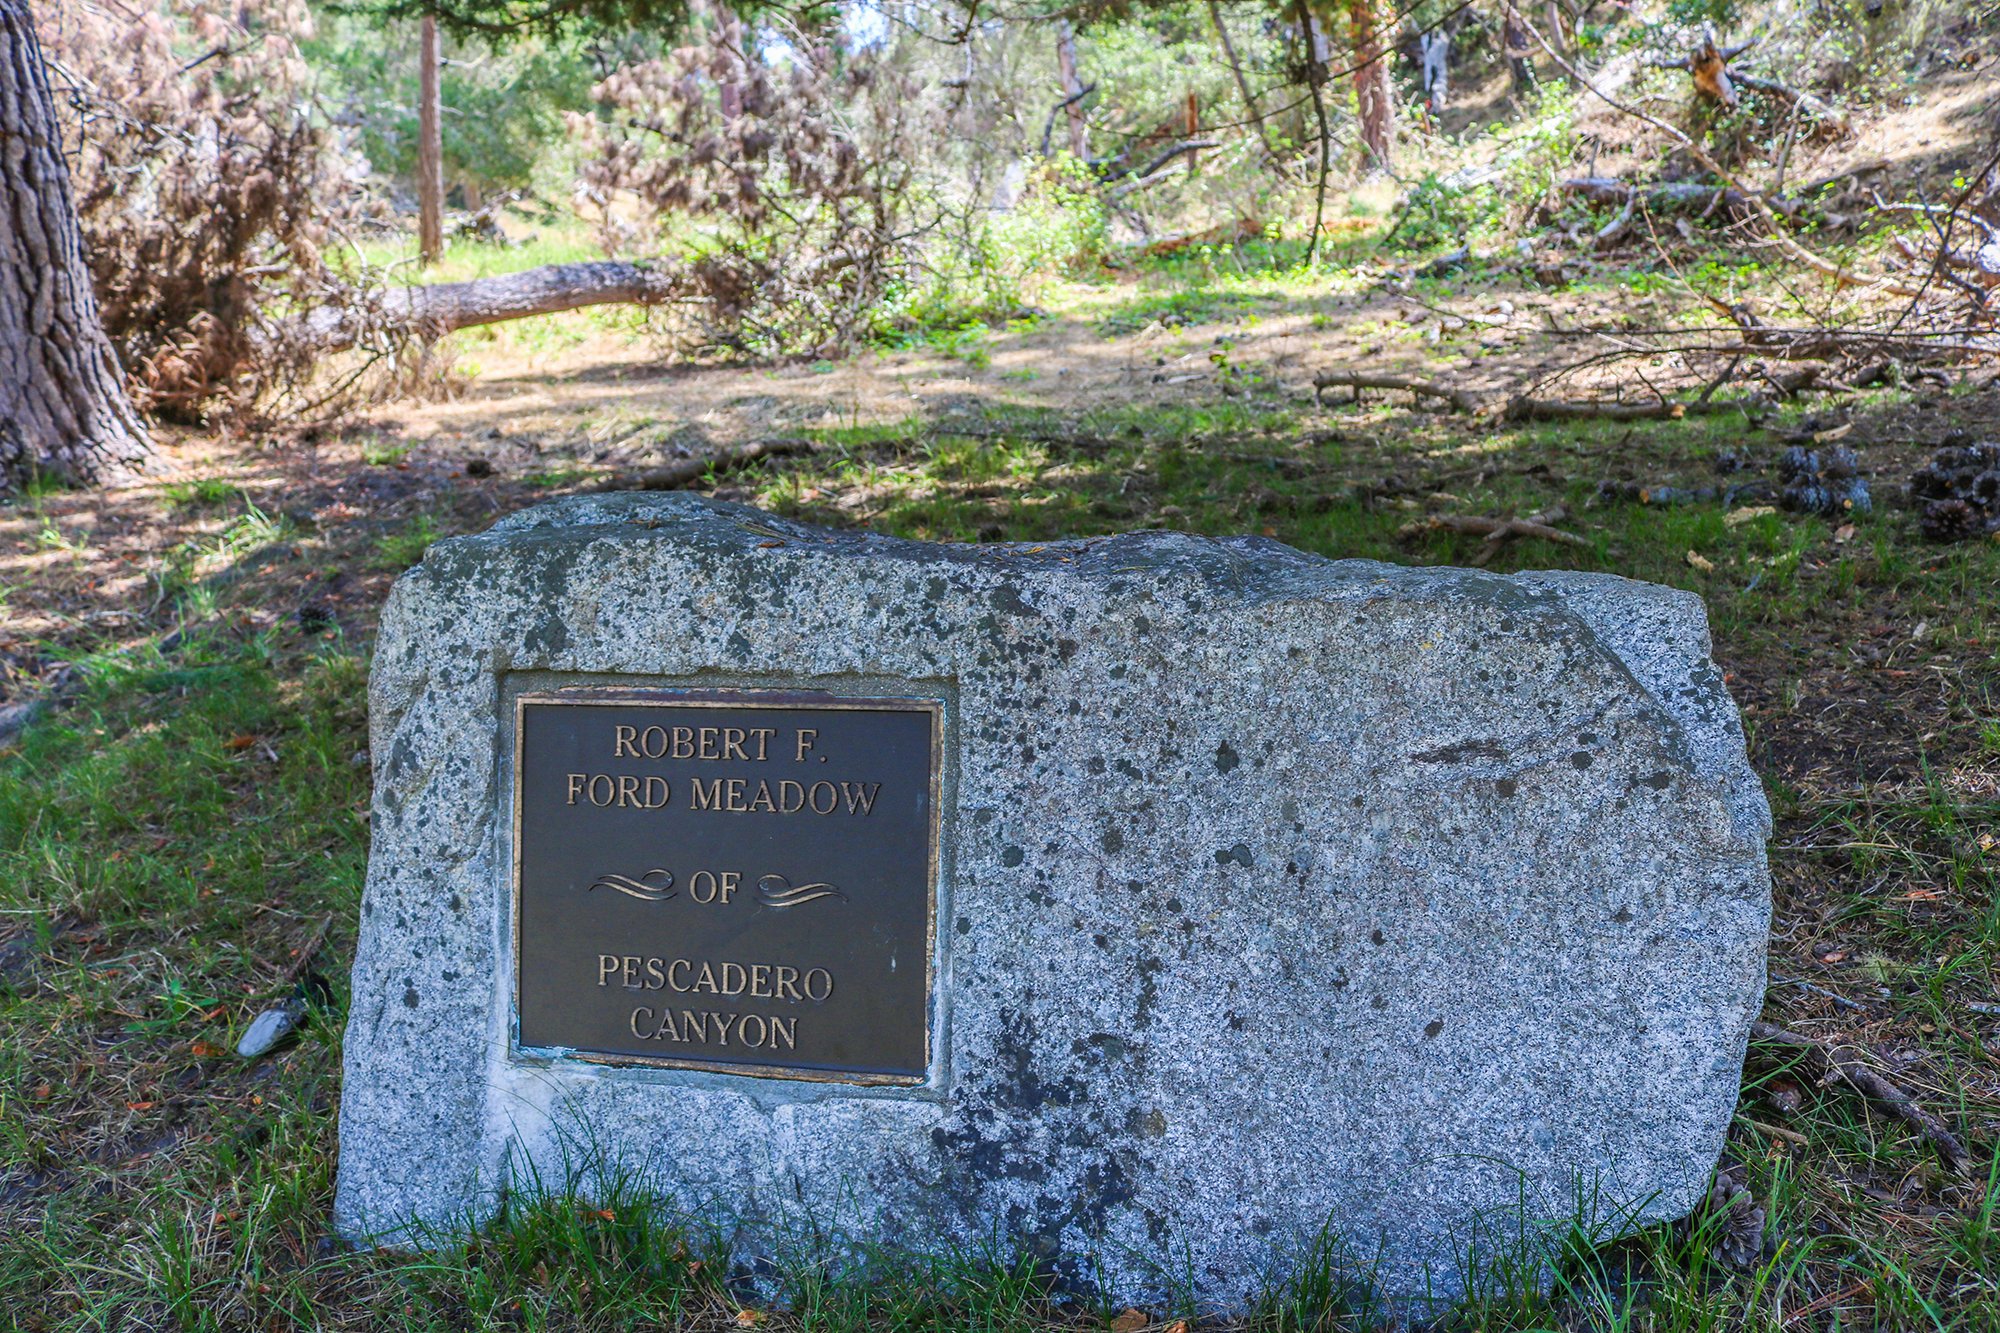 ROBERT F.
FORD MEADOW
OF
PESCADERO
CANYON